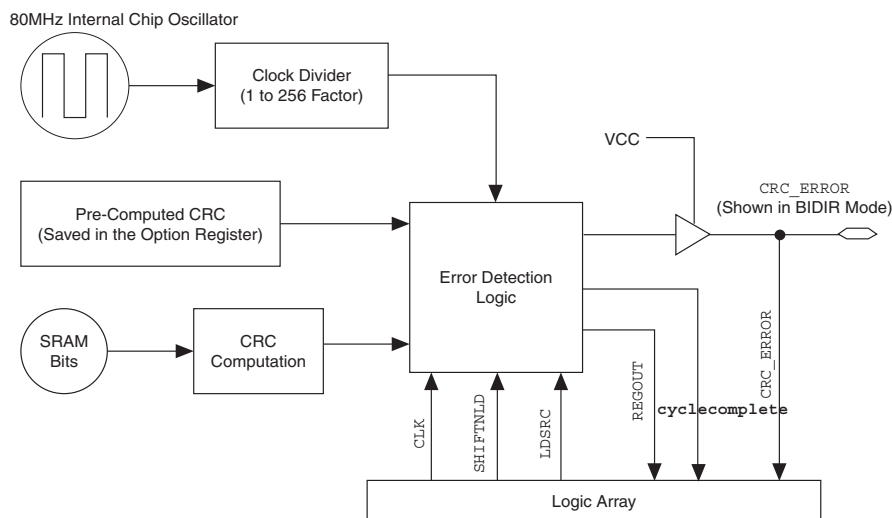 80MHz Internal Chip Oscillator
Clock Divider
(1 to 256 Factor)
VCC
CRC_ERROR
(Shown in BIDIR Mode)
Pre-Computed CRC
(Saved in the Option Register)
Error Detection
Logic
SRAM
Bits
CRC
Computation
CLK
SHIFTNLD
LDSRC
REGOUT
cyclecomplete
CRC_ERROR
Logic Array